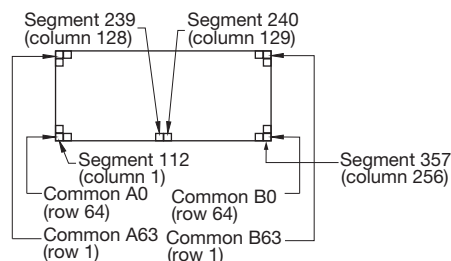 Segment 239
(column 128)
Segment 240
(column 129)
Segment 112
(column 1)
Segment 357
(column 256)
Common A0
(row 64)
Common B0
(row 64)
Common A63
(row 1)
Common B63
(row 1)